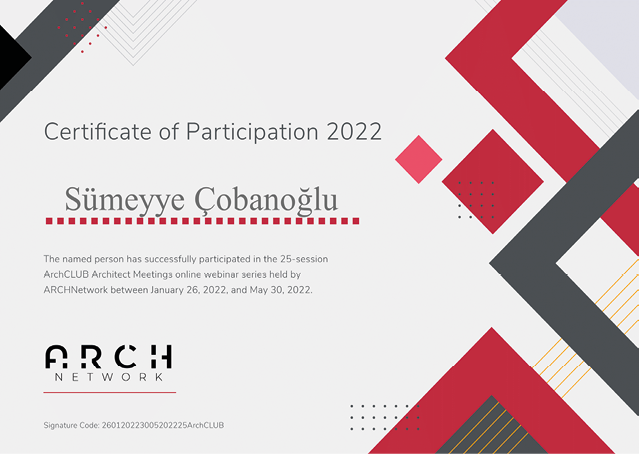 Certificate of Participation 2022
Sümeyye Çobanoğlu
The named person has successfully participated in the 25-session
ArchCLUB Architect Meetings online webinar series held by
ARCHNetwork between January 26, 2022, and May 30, 2022.
ARCH
NETWORK
Signature Code: 260120223005202225ArchCLUB